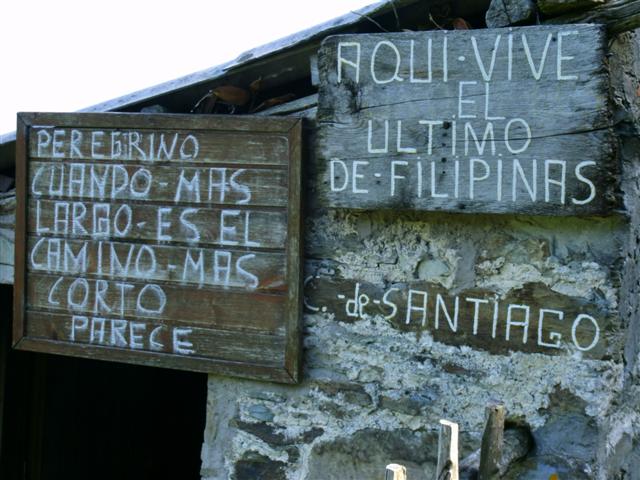 PEREGRINO
CUANDO-MAS
LARGO-ES EL
CAMINO-MAS
CORTO
PARECE
AQUI-VIVE
EL
ULTIMO
DE-FILIPINAS
C.-de-SANTIAGO